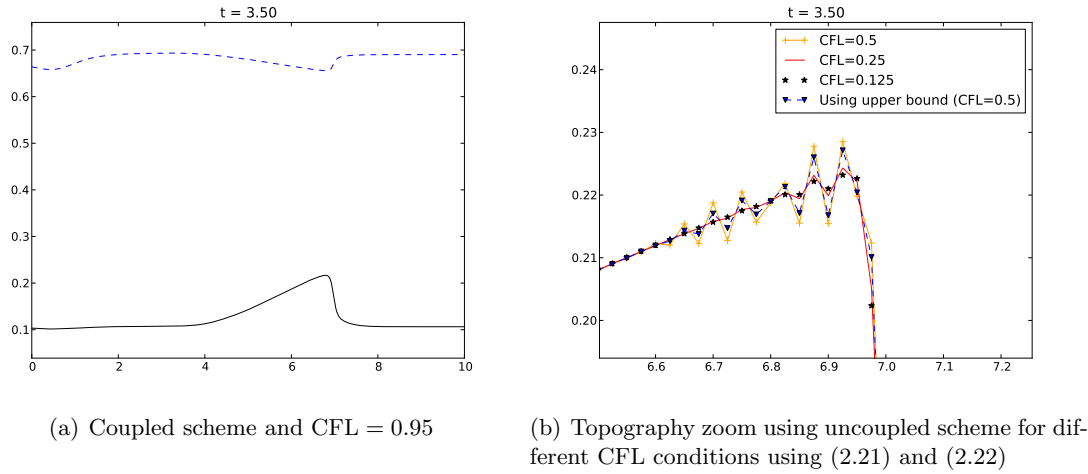 t = 3.50
0.7
0.6
0.5
0.4
0.3
0.2
0.1
0 2 4 6 8 10
(a) Coupled scheme and CFL = 0.95
t = 3.50
CFL=0.5
CFL=0.25
CFL=0.125
Using upper bound (CFL=0.5)
0.24
0.23
0.22
0.21
0.20
6.6 6.7 6.8 6.9 7.0 7.1 7.2
(b) Topography zoom using uncoupled scheme for dif-
ferent CFL conditions using (2.21) and (2.22)